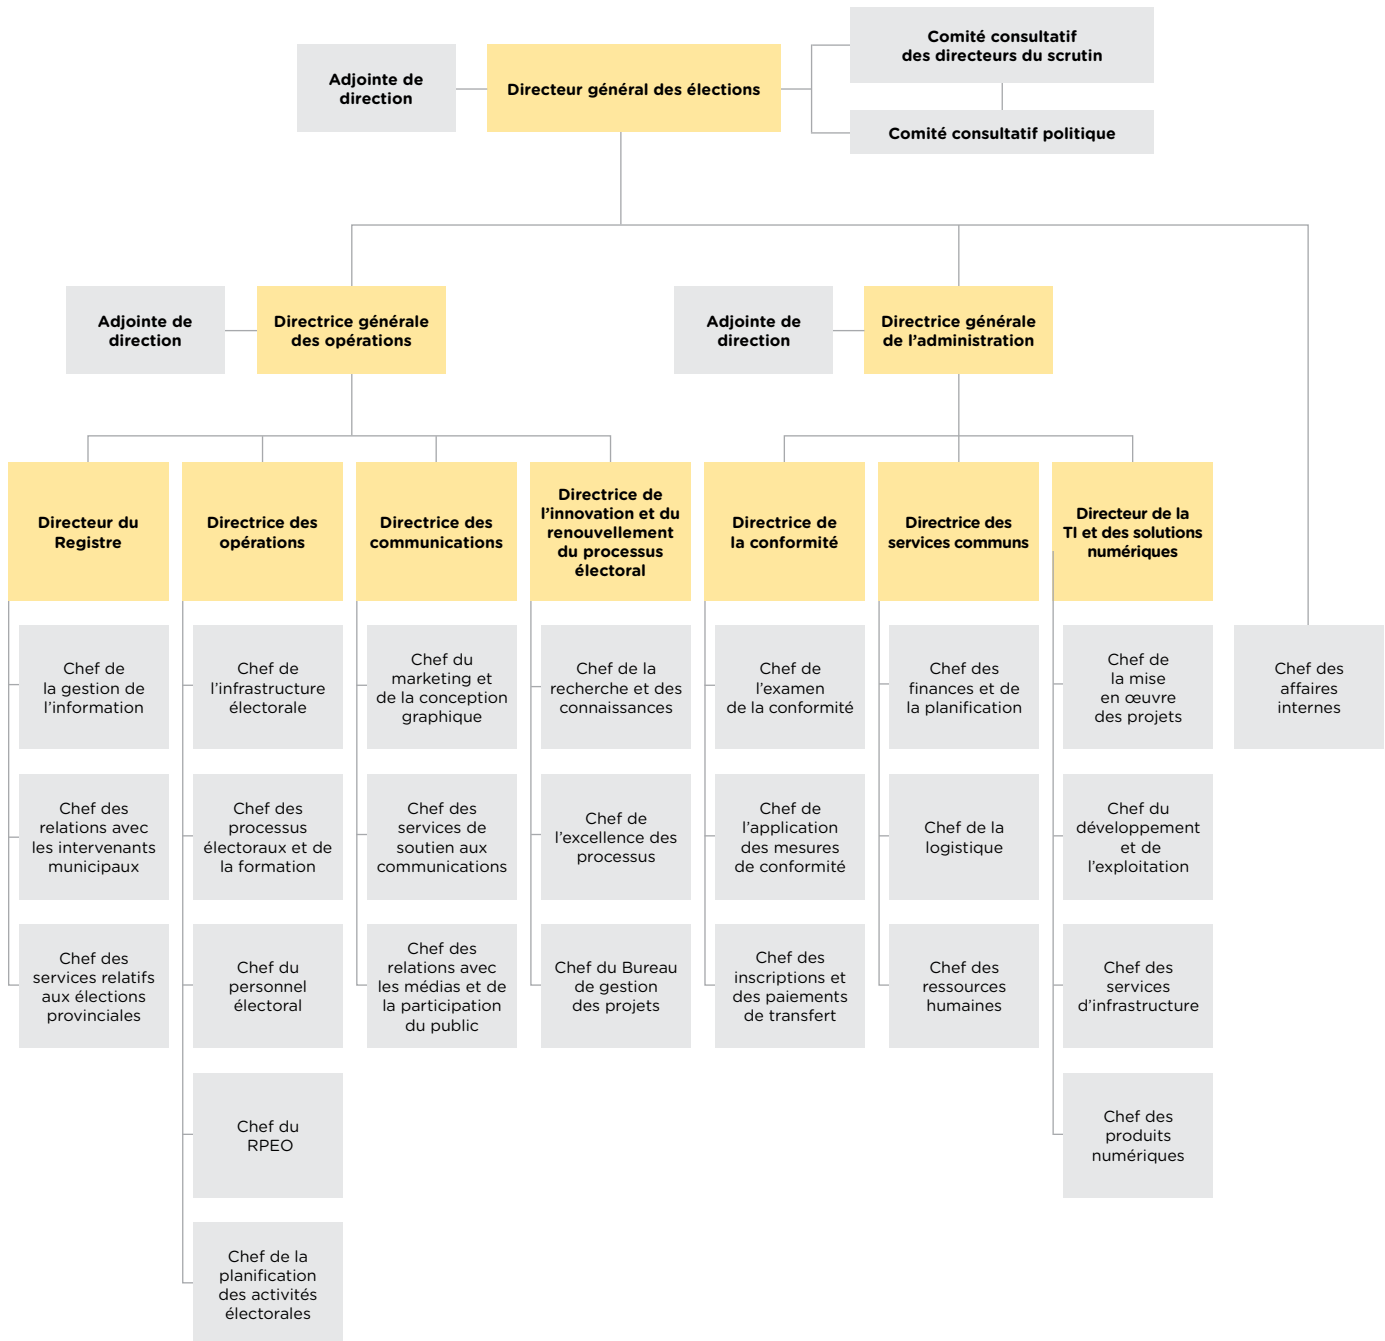 Adjointe de
direction
Directeur général des élections
Comité consultatif
des directeurs du scrutin
Comité consultatif politique
Adjointe de
direction
Directrice générale
des opérations
Adjointe de
direction
Directrice générale
de l’administration
Directeur du
Registre
Directrice des
opérations
Directrice des
communications
Directrice de
l’innovation et du
renouvellement
du processus
électoral
Directrice de
la conformité
Directrice des
services communs
Directeur de la
TI et des solutions
numériques
Chef de
la gestion de
l’information
Chef de
l’infrastructure
électorale
Chef du
marketing et
de la conception
graphique
Chef de la
recherche et des
connaissances
Chef de
l’examen
de la conformité
Chef des
finances et de
la planification
Chef de
la mise
en œuvre
des projets
Chef des
affaires
internes
Chef des
relations avec
les intervenants
municipaux
Chef des
processus
électoraux et de
la formation
Chef des
services de
soutien aux
communications
Chef de
l’excellence des
processus
Chef de
l’application
des mesures
de conformité
Chef de la
logistique
Chef du
développement
et de
l’exploitation
Chef des
services relatifs
aux élections
provinciales
Chef du
personnel
électoral
Chef des
relations avec
les médias et de
la participation
du public
Chef du Bureau
de gestion
des projets
Chef des
inscriptions et
des paiements
de transfert
Chef des
ressources
humaines
Chef des
services
d’infrastructure
Chef du
RPEO
Chef des
produits
numériques
Chef de la
planification
des activités
électorales